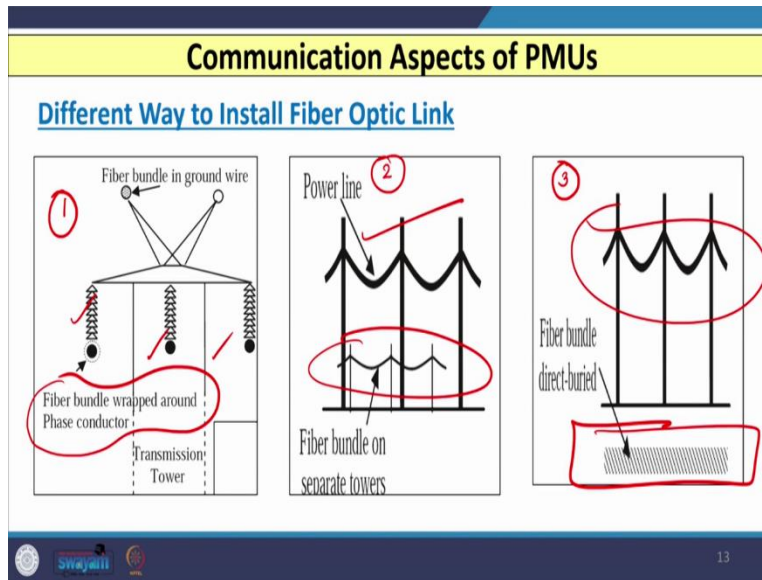 Communication Aspects of PMUs
Different Way to Install Fiber Optic Link
1
Fiber bundle in ground wire
Fiber bundle wrapped around
Phase conductor
Transmission
Tower
2
Power line
Fiber bundle on
separate towers
3
Fiber bundle
direct-buried
swayam
13